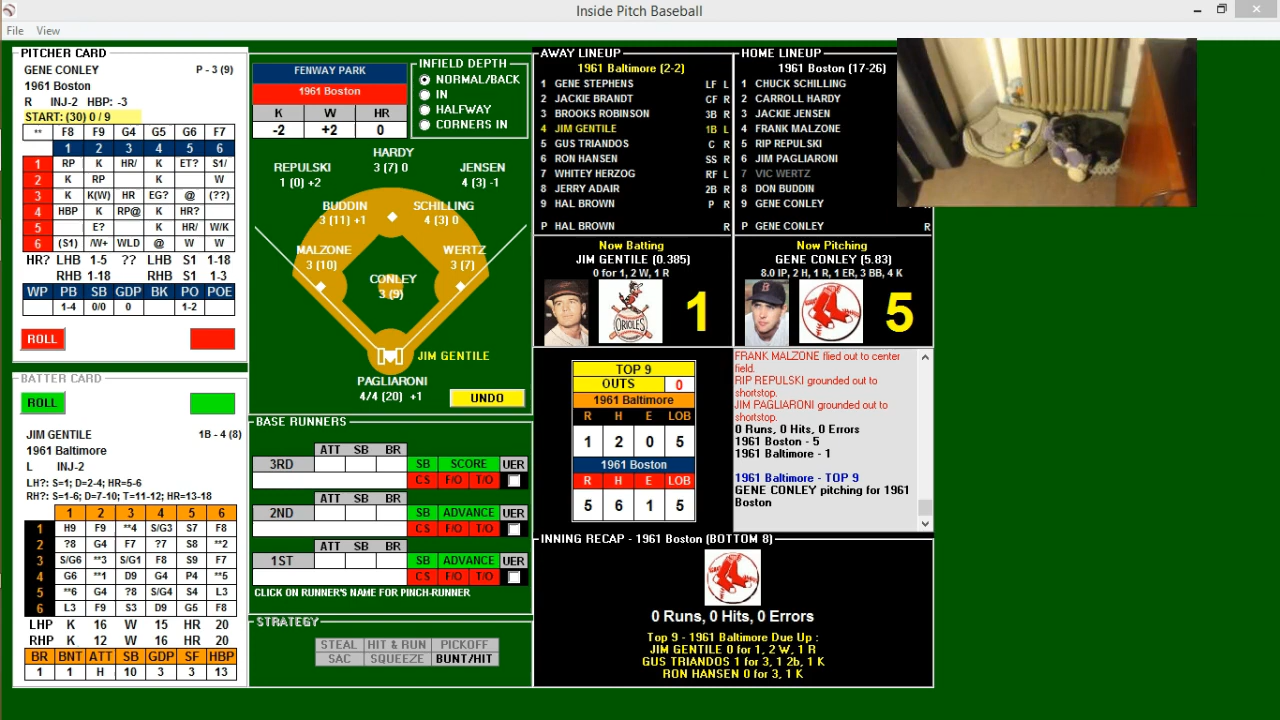 Inside Pitch Baseball
File View
PITCHER CARD
GENE CONLEY P - 3 (9)
1961 Boston
R INJ-2 HBP: -3
START: (30) 0 / 9
** F8 F9 G4 G5 G6 F7
1 2 3 4 5 6
1 RP K HR/ K ET? S1/
2 K RP K W
3 K K(W) HR EG? @ (??)
4 HBP K RP@ K HR?
5 E? K HR/ W/K
6 (S1) /W+ WLD @ W W
HR? LHB 1-5 ?? LHB S1 1-18
RHB 1-18 RHB S1 1-3
WP PB SB GDP BK PO POE
1-4 0/0 0 1-2
ROLL
BATTER CARD
ROLL
JIM GENTILE 1B - 4 (8)
1961 Baltimore
L INJ-2
LH?: S=1; D=2-4; HR=5-6
RH?: S=1-6; D=7-10; T=11-12; HR=13-18
1 2 3 4 5 6
1 H9 F9 **4 S/G3 S7 F8
2 ?8 G4 F7 ?7 S8 **2
3 S/G6 **3 S/G1 F8 S9 F7
4 G6 **1 D9 G4 P4 **5
5 **6 G4 ?8 S/G4 S4 L3
6 L3 F9 S3 D9 G5 F8
LHP K 16 W 15 HR 20
RHP K 12 W 16 HR 20
BR BNT ATT SB GDP SF HBP
1 1 H 10 3 3 13
FENWAY PARK
1961 Boston
K W HR
-2 +2 0
INFIELD DEPTH
NORMAL/BACK
IN
HALFWAY
CORNERS IN
HARDY
3 (7) 0
REPULSKI
1 (0) +2
JENSEN
4 (3) -1
BUDDIN
3 (11) +1
SCHILLING
4 (3) 0
MALZONE
3 (10)
WERTZ
3 (7)
CONLEY
3 (9)
JIM GENTILE
PAGLIARONI
4/4 (20) +1
UNDO
BASE RUNNERS
ATT SB BR
3RD SB SCORE UER
CS F/O T/O
ATT SB BR
2ND SB ADVANCE UER
CS F/O T/O
ATT SB BR
1ST SB ADVANCE UER
CS F/O T/O
CLICK ON RUNNER'S NAME FOR PINCH-RUNNER
STRATEGY
STEAL HIT & RUN PICKOFF
SAC SQUEEZE BUNT/HIT
AWAY LINEUP
1961 Baltimore (2-2)
1 GENE STEPHENS LF L
2 JACKIE BRANDT CF R
3 BROOKS ROBINSON 3B R
4 JIM GENTILE 1B L
5 GUS TRIANDOS C R
6 RON HANSEN SS R
7 WHITEY HERZOG RF L
8 JERRY ADAIR 2B R
9 HAL BROWN P R
P HAL BROWN R
HOME LINEUP
1961 Boston (17-26)
1 CHUCK SCHILLING
2 CARROLL HARDY
3 JACKIE JENSEN
4 FRANK MALZONE
5 RIP REPULSKI
6 JIM PAGLIARONI
7 VIC WERTZ
8 DON BUDDIN
9 GENE CONLEY
P GENE CONLEY R
Now Batting
JIM GENTILE (0.385)
0 for 1, 2 W, 1 R
ORIOLES
1
Now Pitching
GENE CONLEY (5.83)
8.0 IP, 2 H, 1 R, 1 ER, 3 BB, 4 K
5
TOP 9
OUTS 0
1961 Baltimore
R H E LOB
1 2 0 5
1961 Boston
R H E LOB
5 6 1 5
FRANK MALZONE flied out to center
field.
RIP REPULSKI grounded out to
shortstop.
JIM PAGLIARONI grounded out to
shortstop.
0 Runs, 0 Hits, 0 Errors
1961 Boston - 5
1961 Baltimore - 1
1961 Baltimore - TOP 9
GENE CONLEY pitching for 1961
Boston
INNING RECAP - 1961 Boston (BOTTOM 8)
0 Runs, 0 Hits, 0 Errors
Top 9 - 1961 Baltimore Due Up :
JIM GENTILE 0 for 1, 2 W, 1 R
GUS TRIANDOS 1 for 3, 1 2b, 1 K
RON HANSEN 0 for 3, 1 K